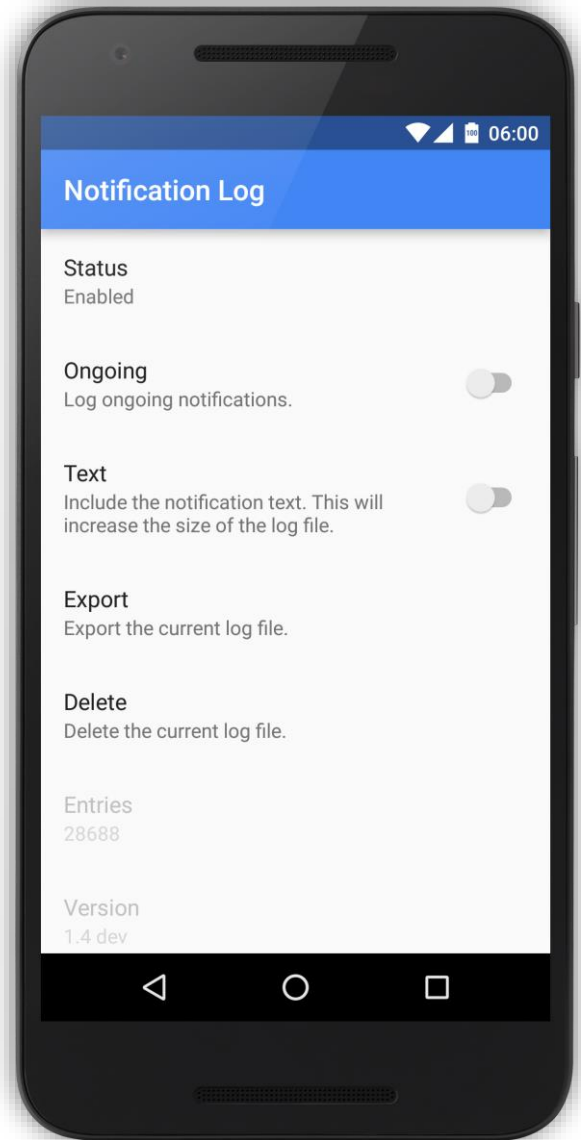 100 06:00
Notification Log
Status
Enabled
Ongoing
Log ongoing notifications.
Text
Include the notification text. This will
increase the size of the log file.
Export
Export the current log file.
Delete
Delete the current log file.
Entries
28688
Version
1.4 dev